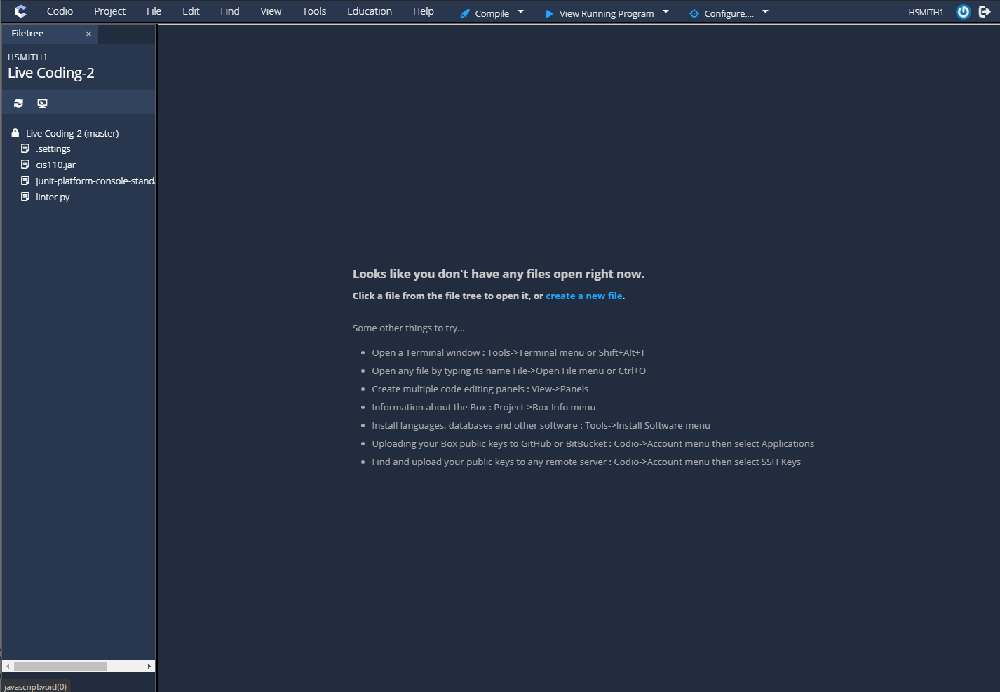 Codio Project File Edit Find View Tools Education Help Compile View Running Program Configure.... HSMITH1
Filetree
HSMITH1
Live Coding-2
Live Coding-2 (master)
.settings
cis110.jar
junit-platform-console-stand
linter.py
Looks like you don't have any files open right now.
Click a file from the file tree to open it, or create a new file.
Some other things to try...
• Open a Terminal window : Tools->Terminal menu or Shift+Alt+T
• Open any file by typing its name File->Open File menu or Ctrl+O
• Create multiple code editing panels : View->Panels
• Information about the Box : Project->Box Info menu
• Install languages, databases and other software : Tools->Install Software menu
• Uploading your Box public keys to GitHub or BitBucket : Codio->Account menu then select Applications
• Find and upload your public keys to any remote server : Codio->Account menu then select SSH Keys
javascript:void(0)